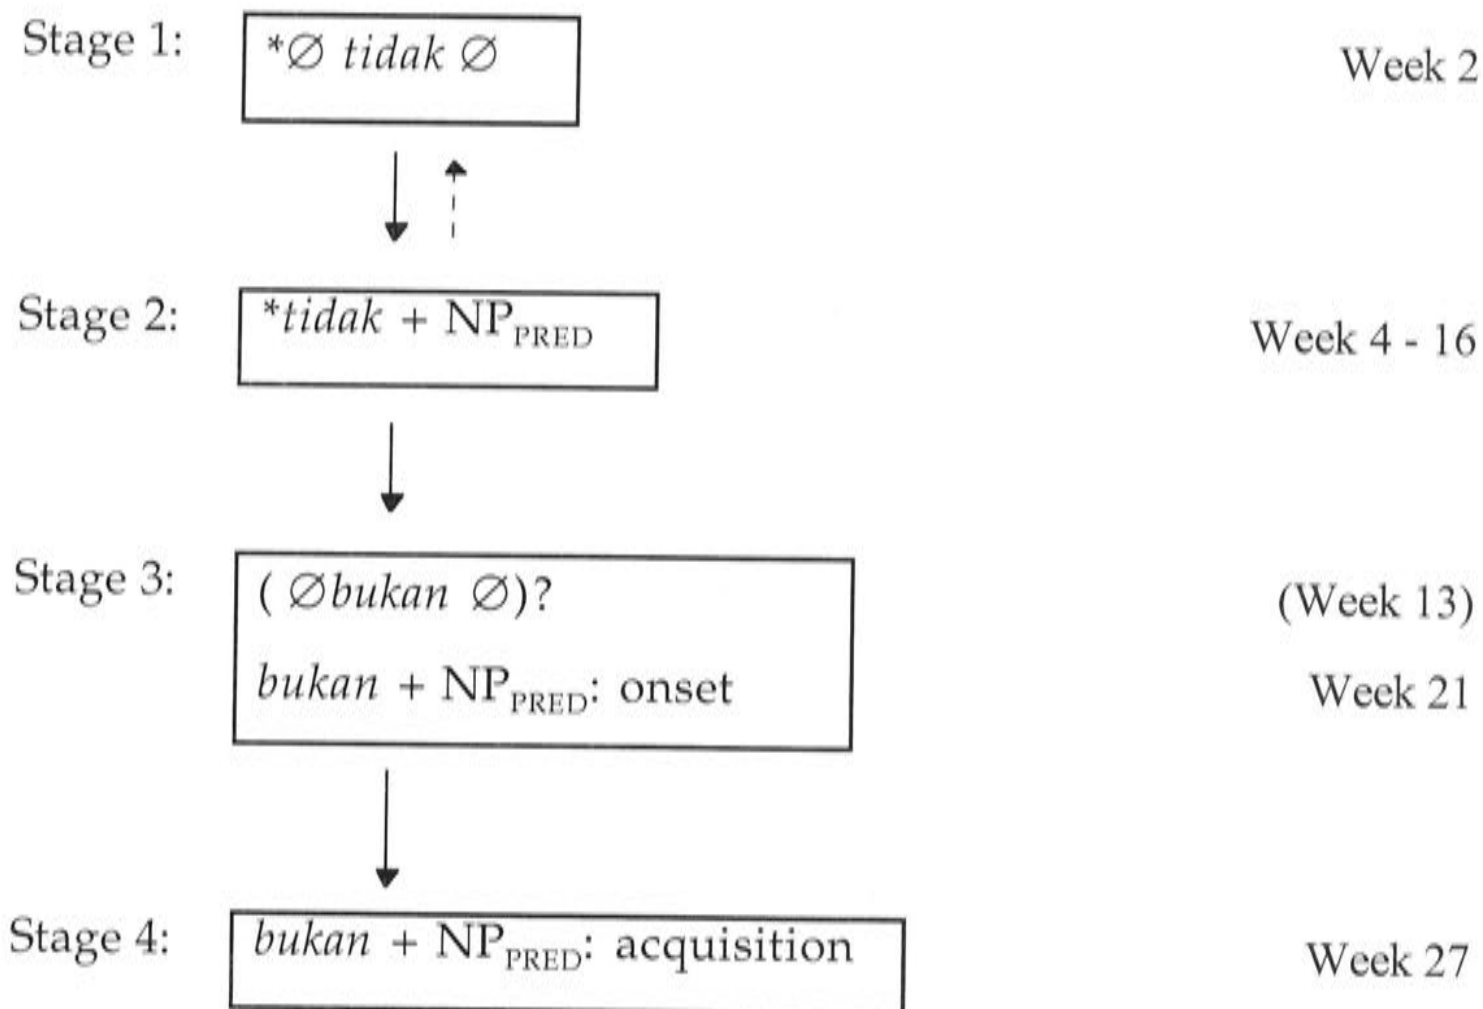 Stage 1: *∅ tidak ∅ Week 2
Stage 2: *tidak + NP_PRED Week 4 - 16
Stage 3: ( ∅bukan ∅)? (Week 13)
bukan + NP_PRED: onset Week 21
Stage 4: bukan + NP_PRED: acquisition Week 27